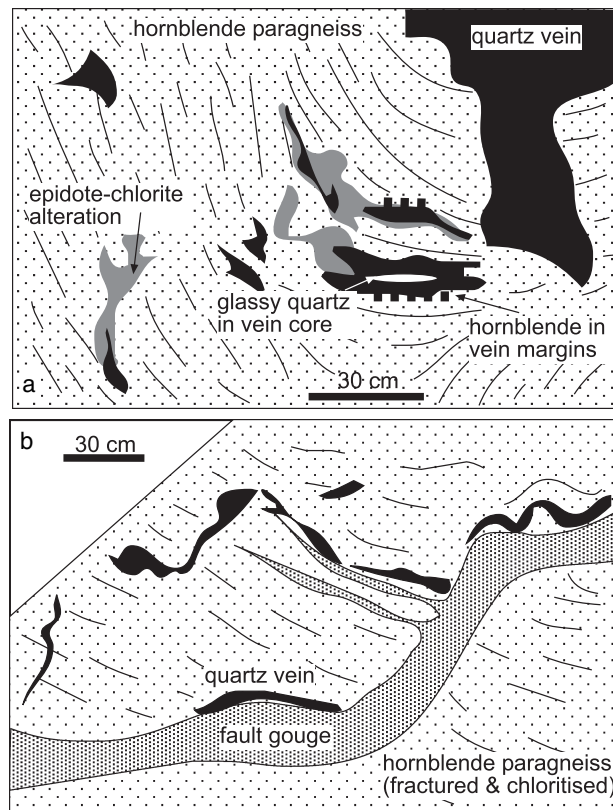 hornblende paragneiss
quartz vein
epidote-chlorite
alteration
glassy quartz
in vein core
hornblende in
vein margins
30 cm
a
b
30 cm
quartz vein
fault gouge
hornblende paragneiss
(fractured & chloritised)